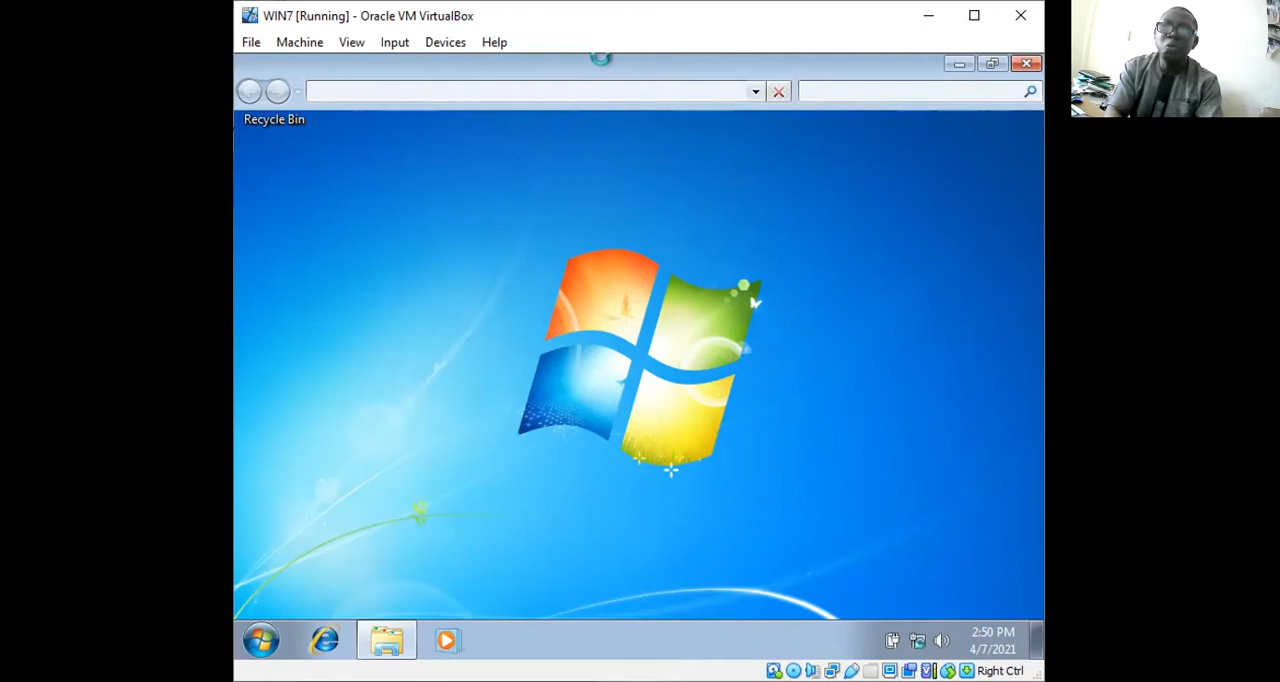 WIN7 [Running] - Oracle VM VirtualBox
File Machine View Input Devices Help
Recycle Bin
2:50 PM
4/7/2021
Right Ctrl